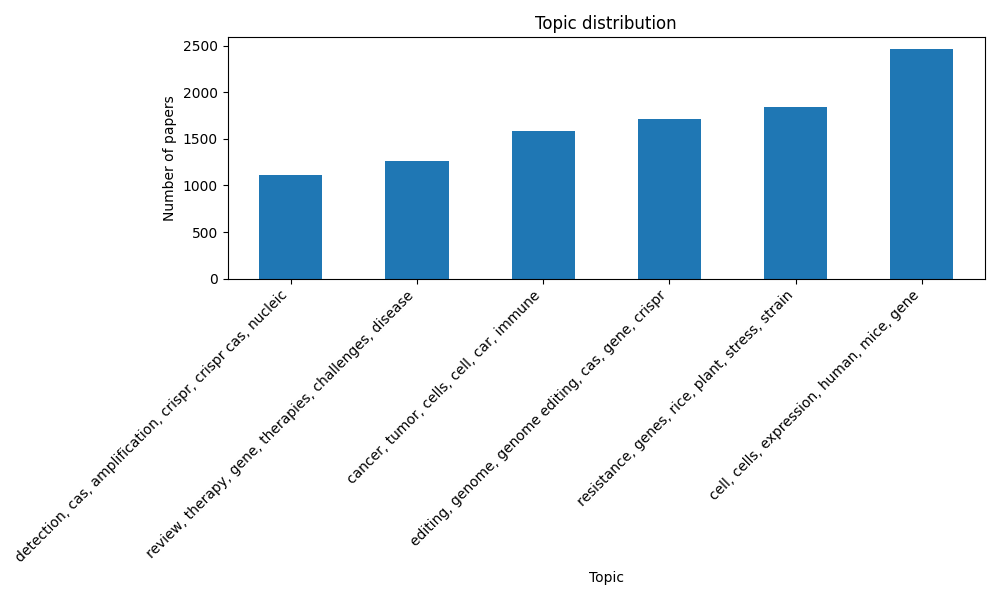 Topic distribution
Number of papers
2500
2000
1500
1000
500
0
detection, cas, amplification, crispr, crispr cas, nucleic
review, therapy, gene, therapies, challenges, disease
cancer, tumor, cells, cell, car, immune
editing, genome, genome editing, cas, gene, crispr
resistance, genes, rice, plant, stress, strain
cell, cells, expression, human, mice, gene
Topic